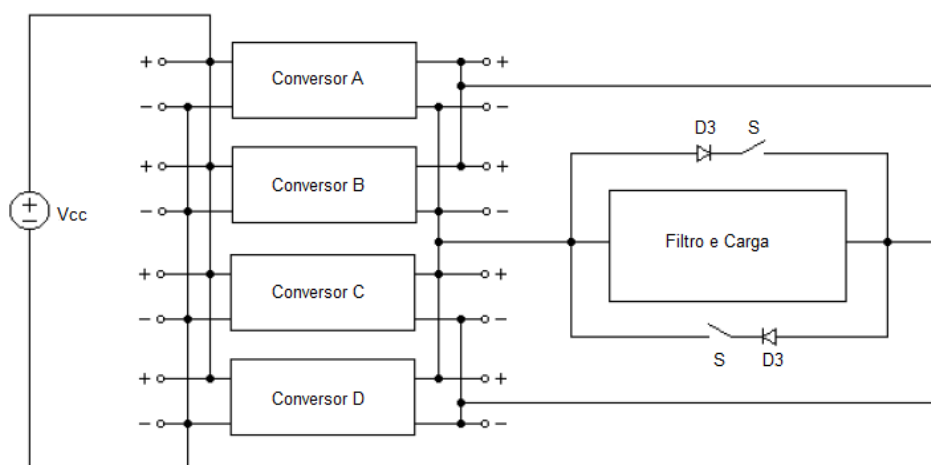 + Conversor A +
− −
D3 S
+ Conversor B +
− −
+
− Vcc
Filtro e Carga
+ Conversor C +
− −
S D3
+ Conversor D +
− −